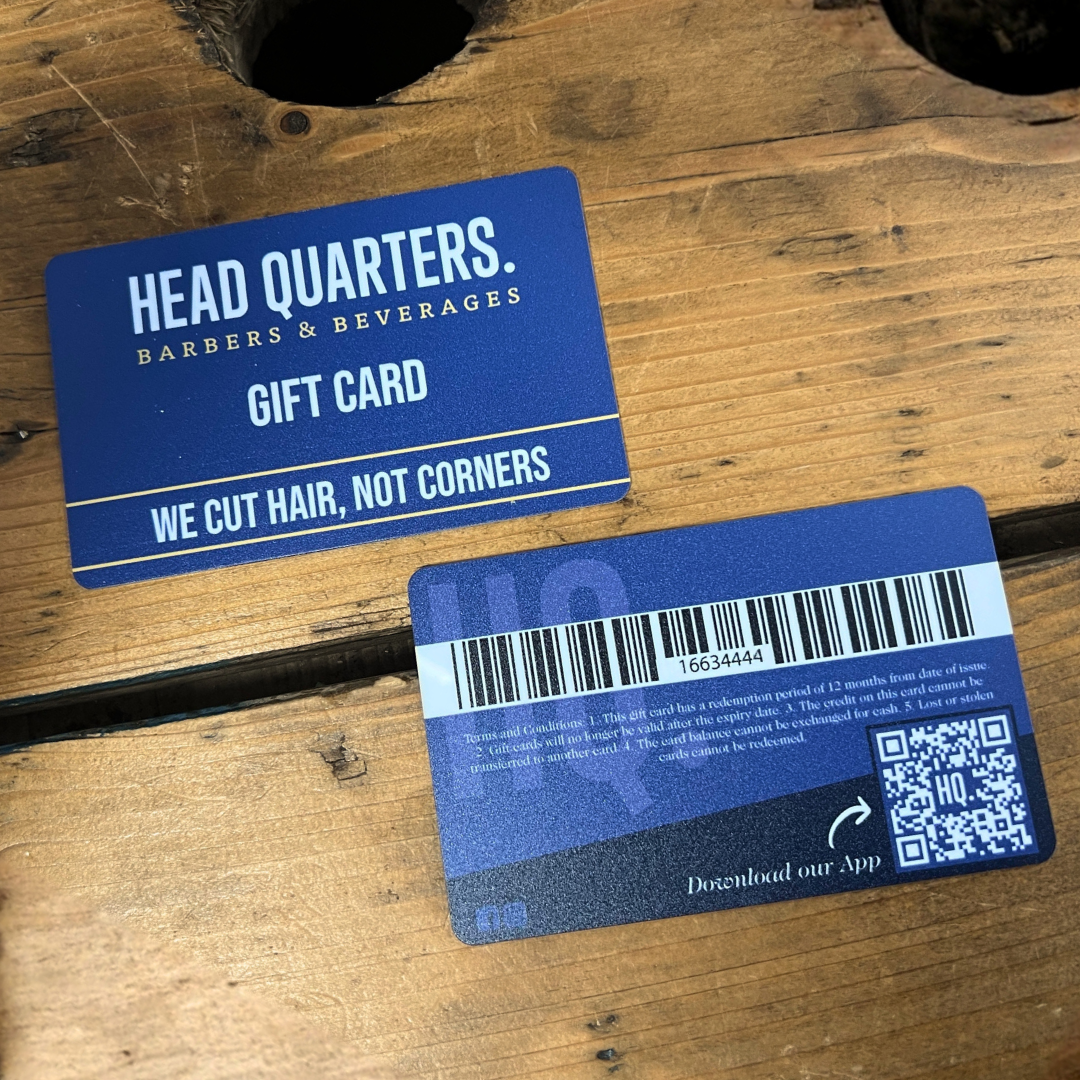 HEAD QUARTERS.
BARBERS & BEVERAGES
GIFT CARD
WE CUT HAIR, NOT CORNERS
HQ.
16634444
Terms and Conditions: 1. This gift card has a redemption period of 12 months from date of issue.
2. Gift cards will no longer be valid after the expiry date. 3. The credit on this card cannot be
transferred to another card. 4. The card balance cannot be exchanged for cash. 5. Lost or stolen
cards cannot be redeemed.
HQ.
Download our App